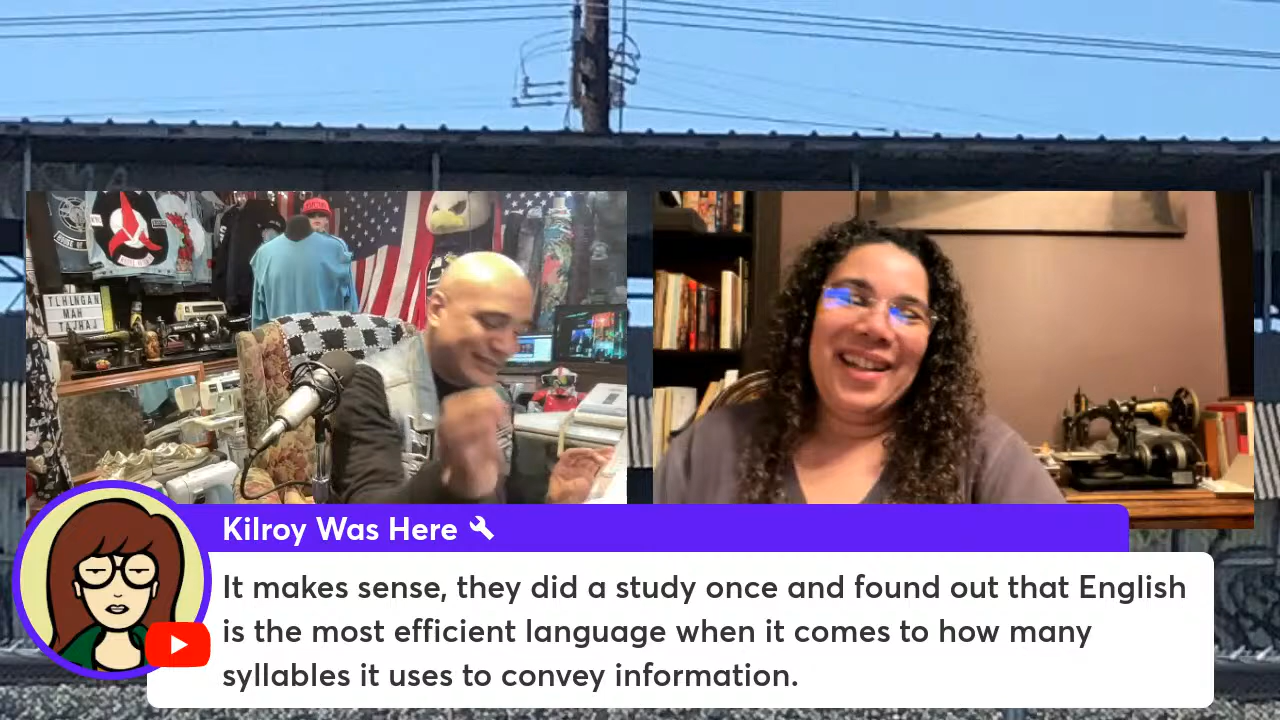 TLHLNGAN
MAH
TAJHAJ
Kilroy Was Here
It makes sense, they did a study once and found out that English
is the most efficient language when it comes to how many
syllables it uses to convey information.